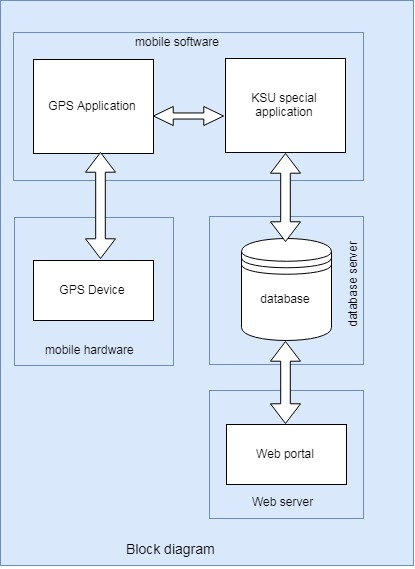 mobile software
GPS Application
KSU special
application
GPS Device
mobile hardware
database
database server
Web portal
Web server
Block diagram